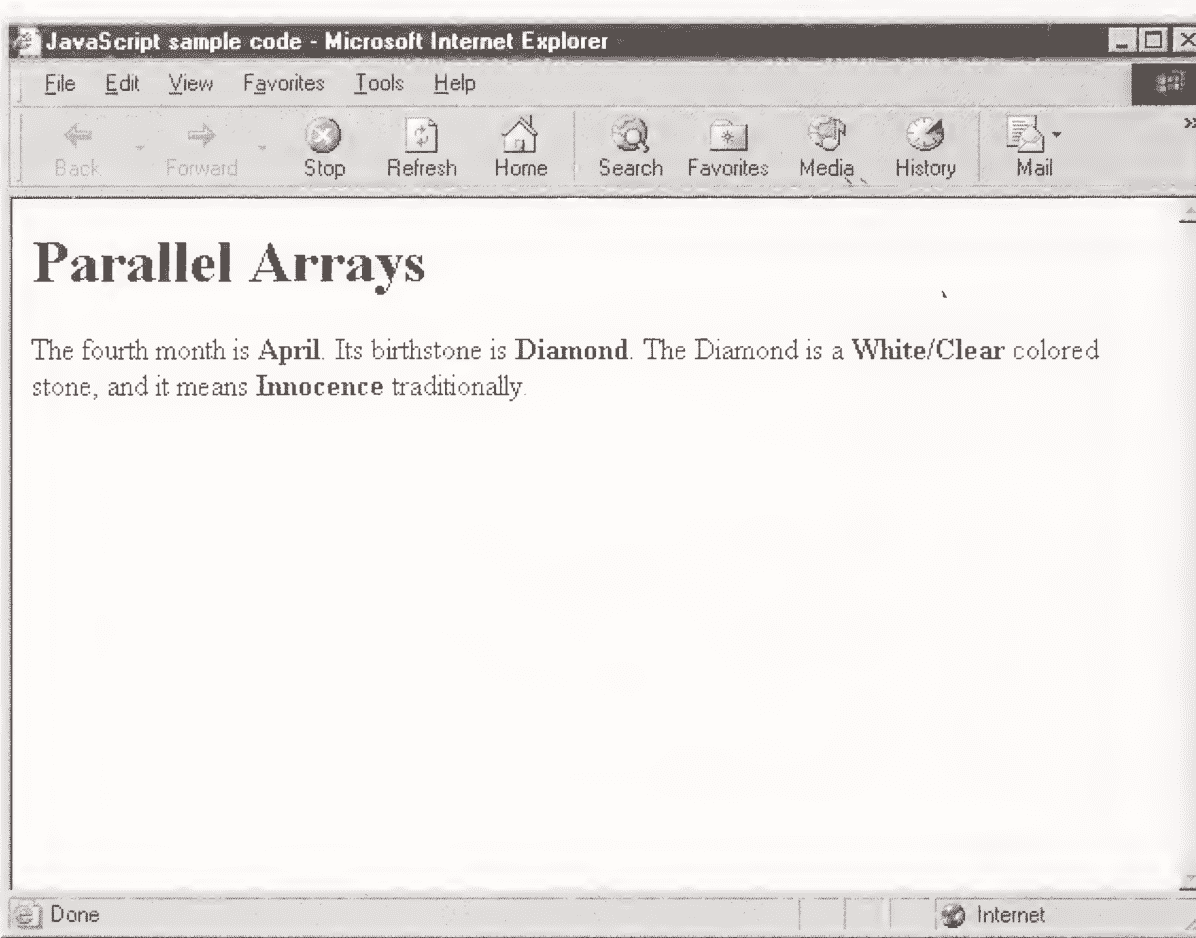 JavaScript sample code - Microsoft Internet Explorer
File Edit View Favorites Tools Help
Back Forward Stop Refresh Home Search Favorites Media History Mail
Parallel Arrays
The fourth month is April. Its birthstone is Diamond. The Diamond is a White/Clear colored
stone, and it means Innocence traditionally.
Done Internet